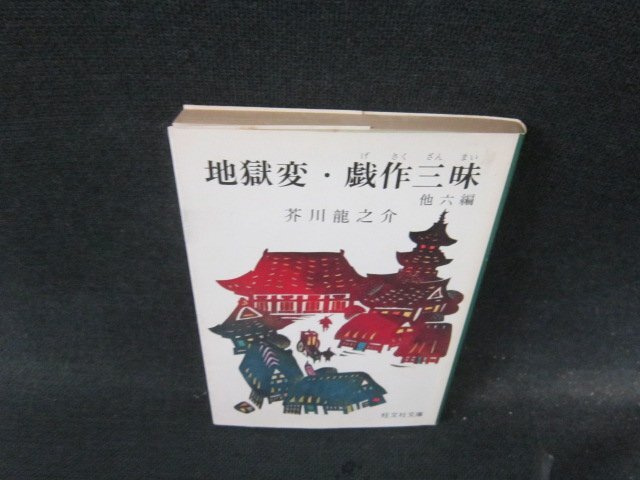 げ さく ざん まい
地獄変・戯作三昧
他六編
芥川龍之介
旺文社文庫